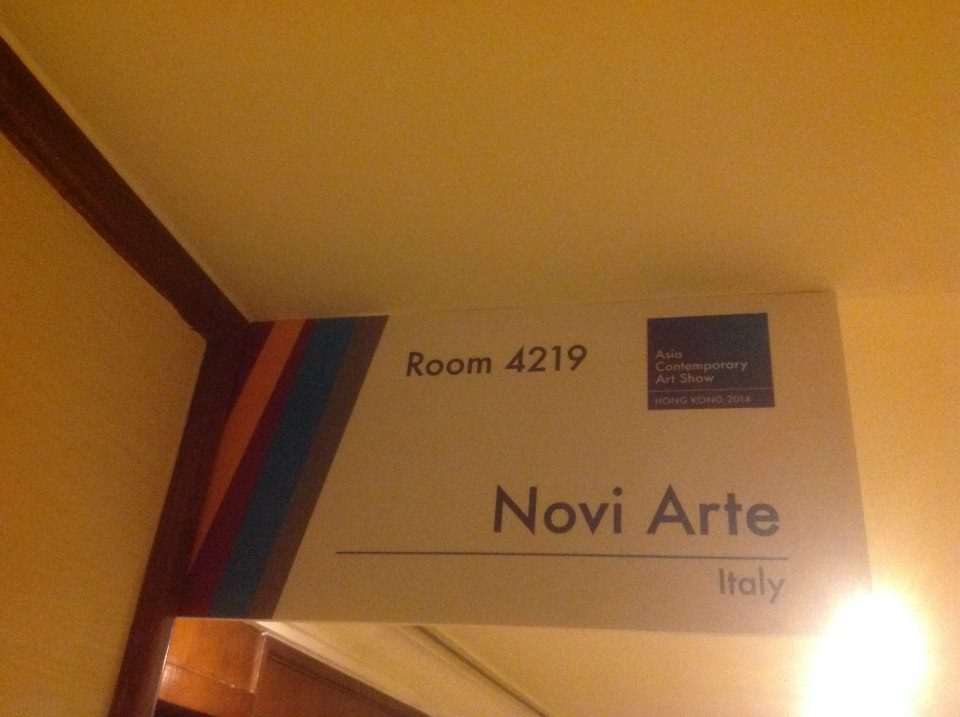 Room 4219
Asia
Contemporary
Art Show
HONG KONG 2014
Novi Arte
Italy